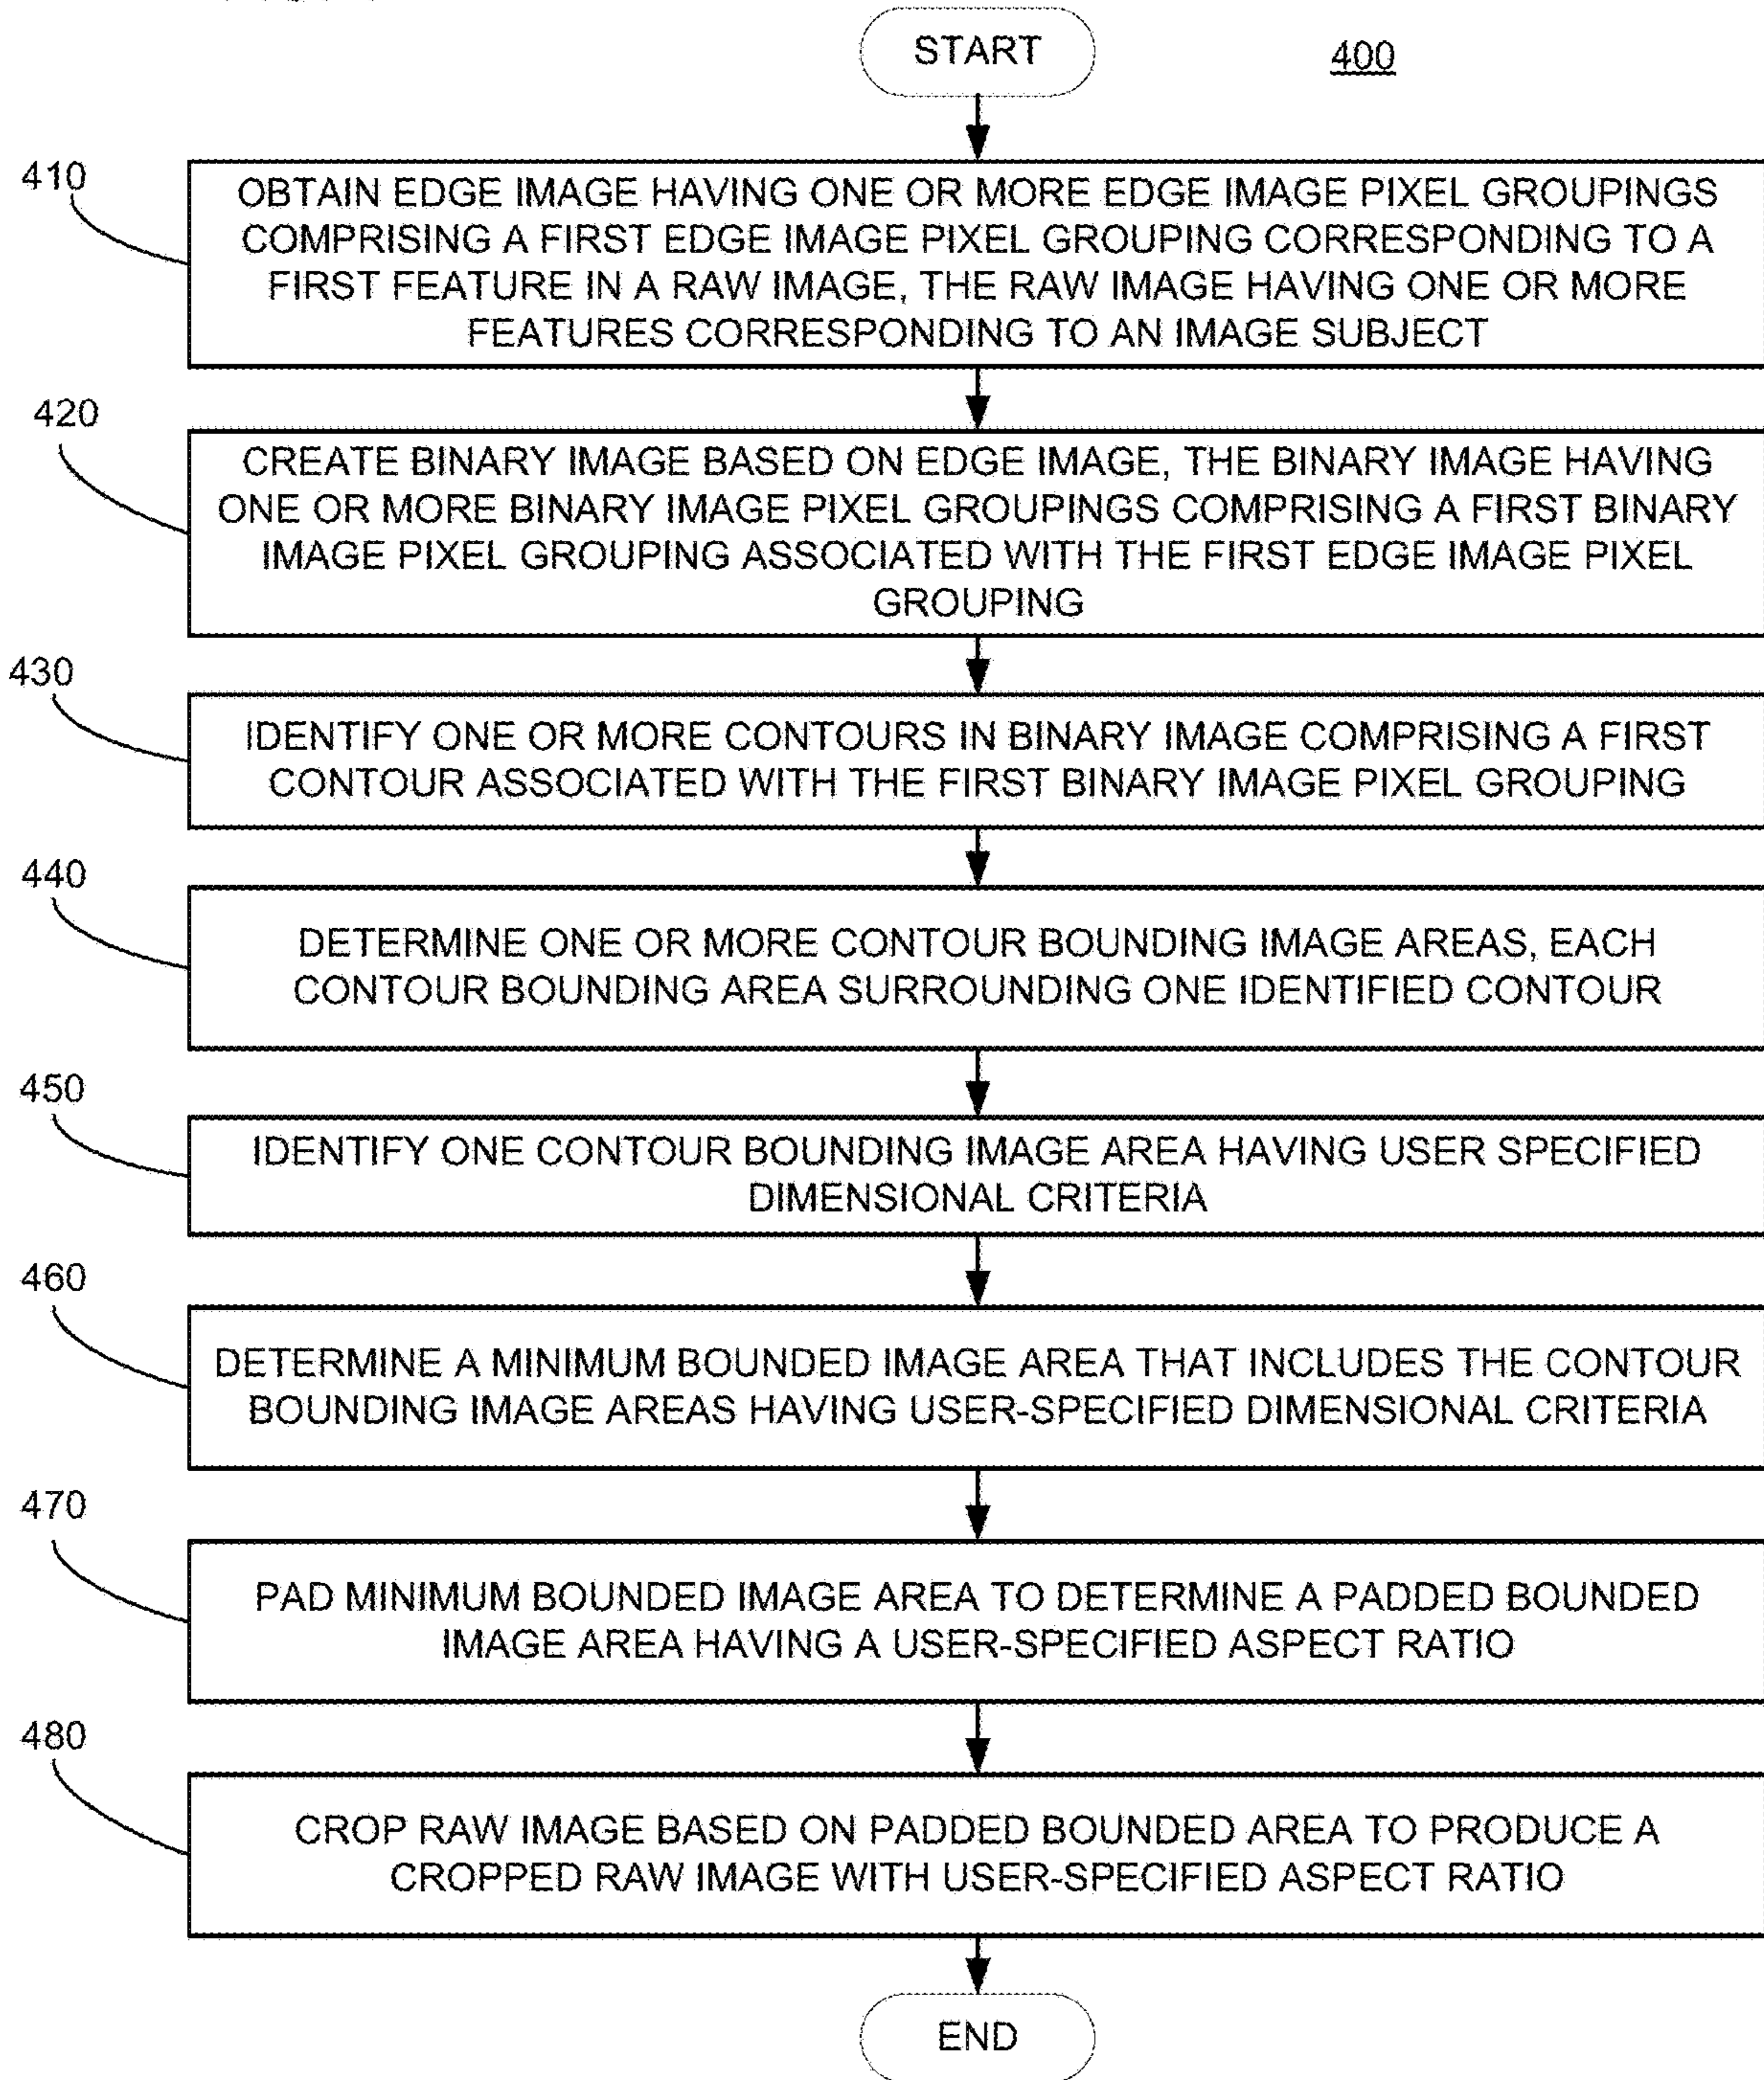 START
400
410
OBTAIN EDGE IMAGE HAVING ONE OR MORE EDGE IMAGE PIXEL GROUPINGS
COMPRISING A FIRST EDGE IMAGE PIXEL GROUPING CORRESPONDING TO A
FIRST FEATURE IN A RAW IMAGE, THE RAW IMAGE HAVING ONE OR MORE
FEATURES CORRESPONDING TO AN IMAGE SUBJECT
420
CREATE BINARY IMAGE BASED ON EDGE IMAGE, THE BINARY IMAGE HAVING
ONE OR MORE BINARY IMAGE PIXEL GROUPINGS COMPRISING A FIRST BINARY
IMAGE PIXEL GROUPING ASSOCIATED WITH THE FIRST EDGE IMAGE PIXEL
GROUPING
430
IDENTIFY ONE OR MORE CONTOURS IN BINARY IMAGE COMPRISING A FIRST
CONTOUR ASSOCIATED WITH THE FIRST BINARY IMAGE PIXEL GROUPING
440
DETERMINE ONE OR MORE CONTOUR BOUNDING IMAGE AREAS, EACH
CONTOUR BOUNDING AREA SURROUNDING ONE IDENTIFIED CONTOUR
450
IDENTIFY ONE CONTOUR BOUNDING IMAGE AREA HAVING USER SPECIFIED
DIMENSIONAL CRITERIA
460
DETERMINE A MINIMUM BOUNDED IMAGE AREA THAT INCLUDES THE CONTOUR
BOUNDING IMAGE AREAS HAVING USER-SPECIFIED DIMENSIONAL CRITERIA
470
PAD MINIMUM BOUNDED IMAGE AREA TO DETERMINE A PADDED BOUNDED
IMAGE AREA HAVING A USER-SPECIFIED ASPECT RATIO
480
CROP RAW IMAGE BASED ON PADDED BOUNDED AREA TO PRODUCE A
CROPPED RAW IMAGE WITH USER-SPECIFIED ASPECT RATIO
END